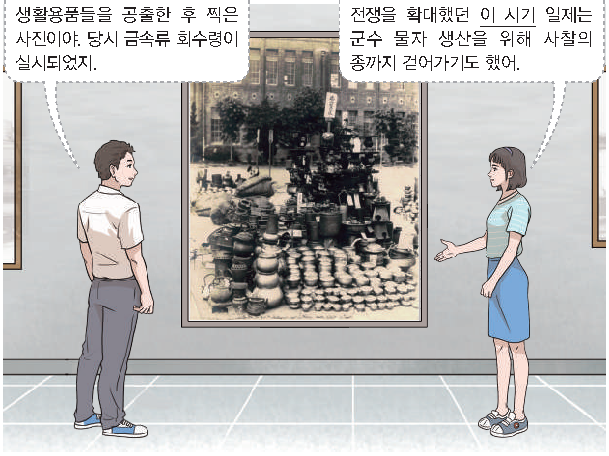 생활용품들을 공출한 후 찍은
사진이야. 당시 금속류 회수령이
실시되었지.
전쟁을 확대했던 이 시기 일제는
군수 물자 생산을 위해 사찰의
종까지 걷어가기도 했어.